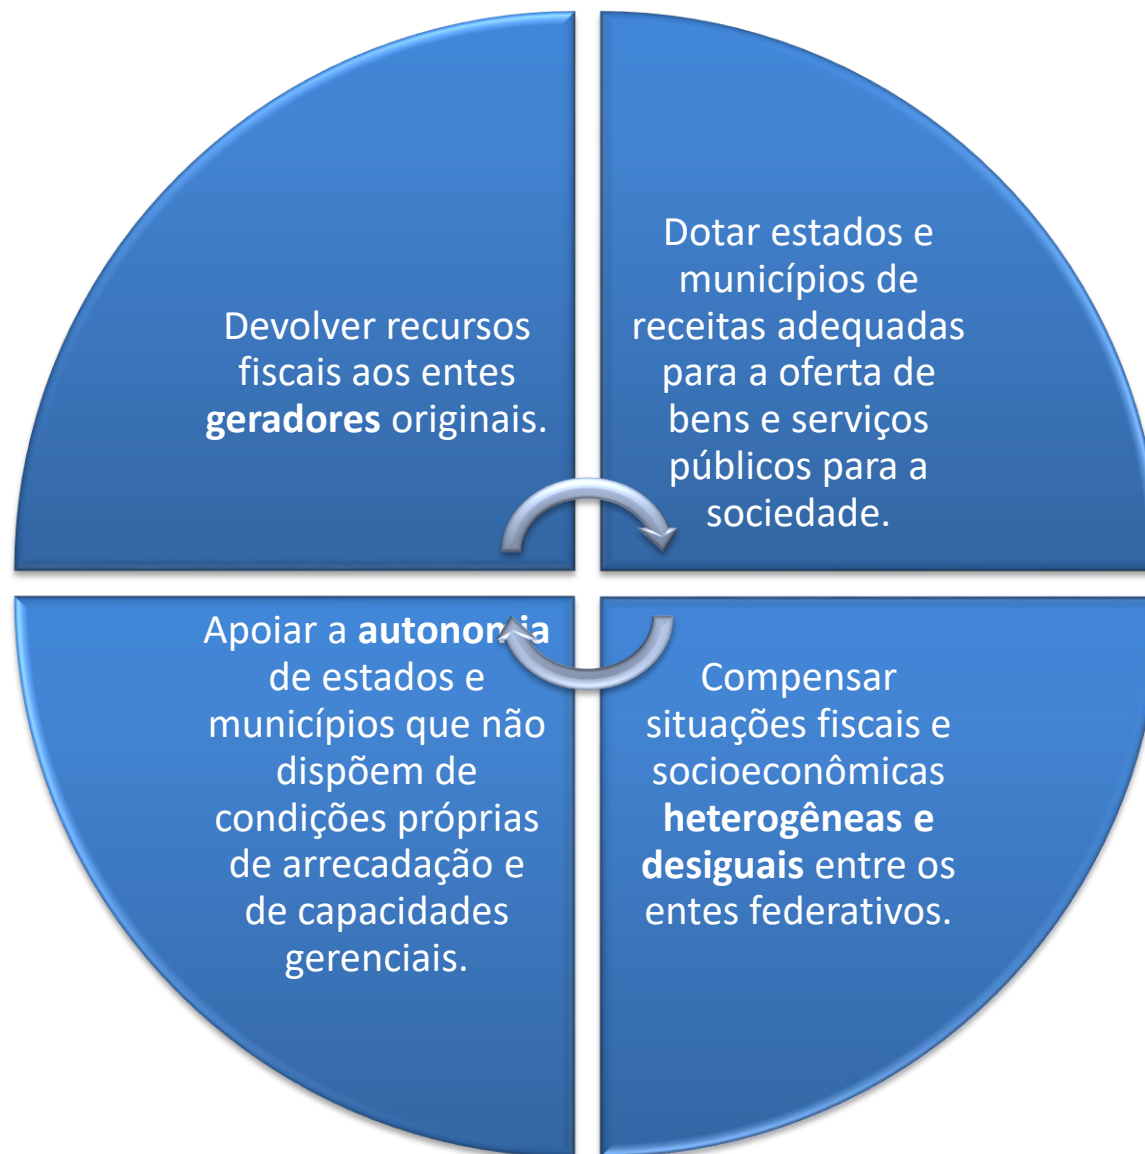 Devolver recursos
fiscais aos entes
geradores originais.
Dotar estados e
municípios de
receitas adequadas
para a oferta de
bens e serviços
públicos para a
sociedade.
Apoiar a autonomia
de estados e
municípios que não
dispõem de
condições próprias
de arrecadação e
de capacidades
gerenciais.
Compensar
situações fiscais e
socioeconômicas
heterogêneas e
desiguais entre os
entes federativos.